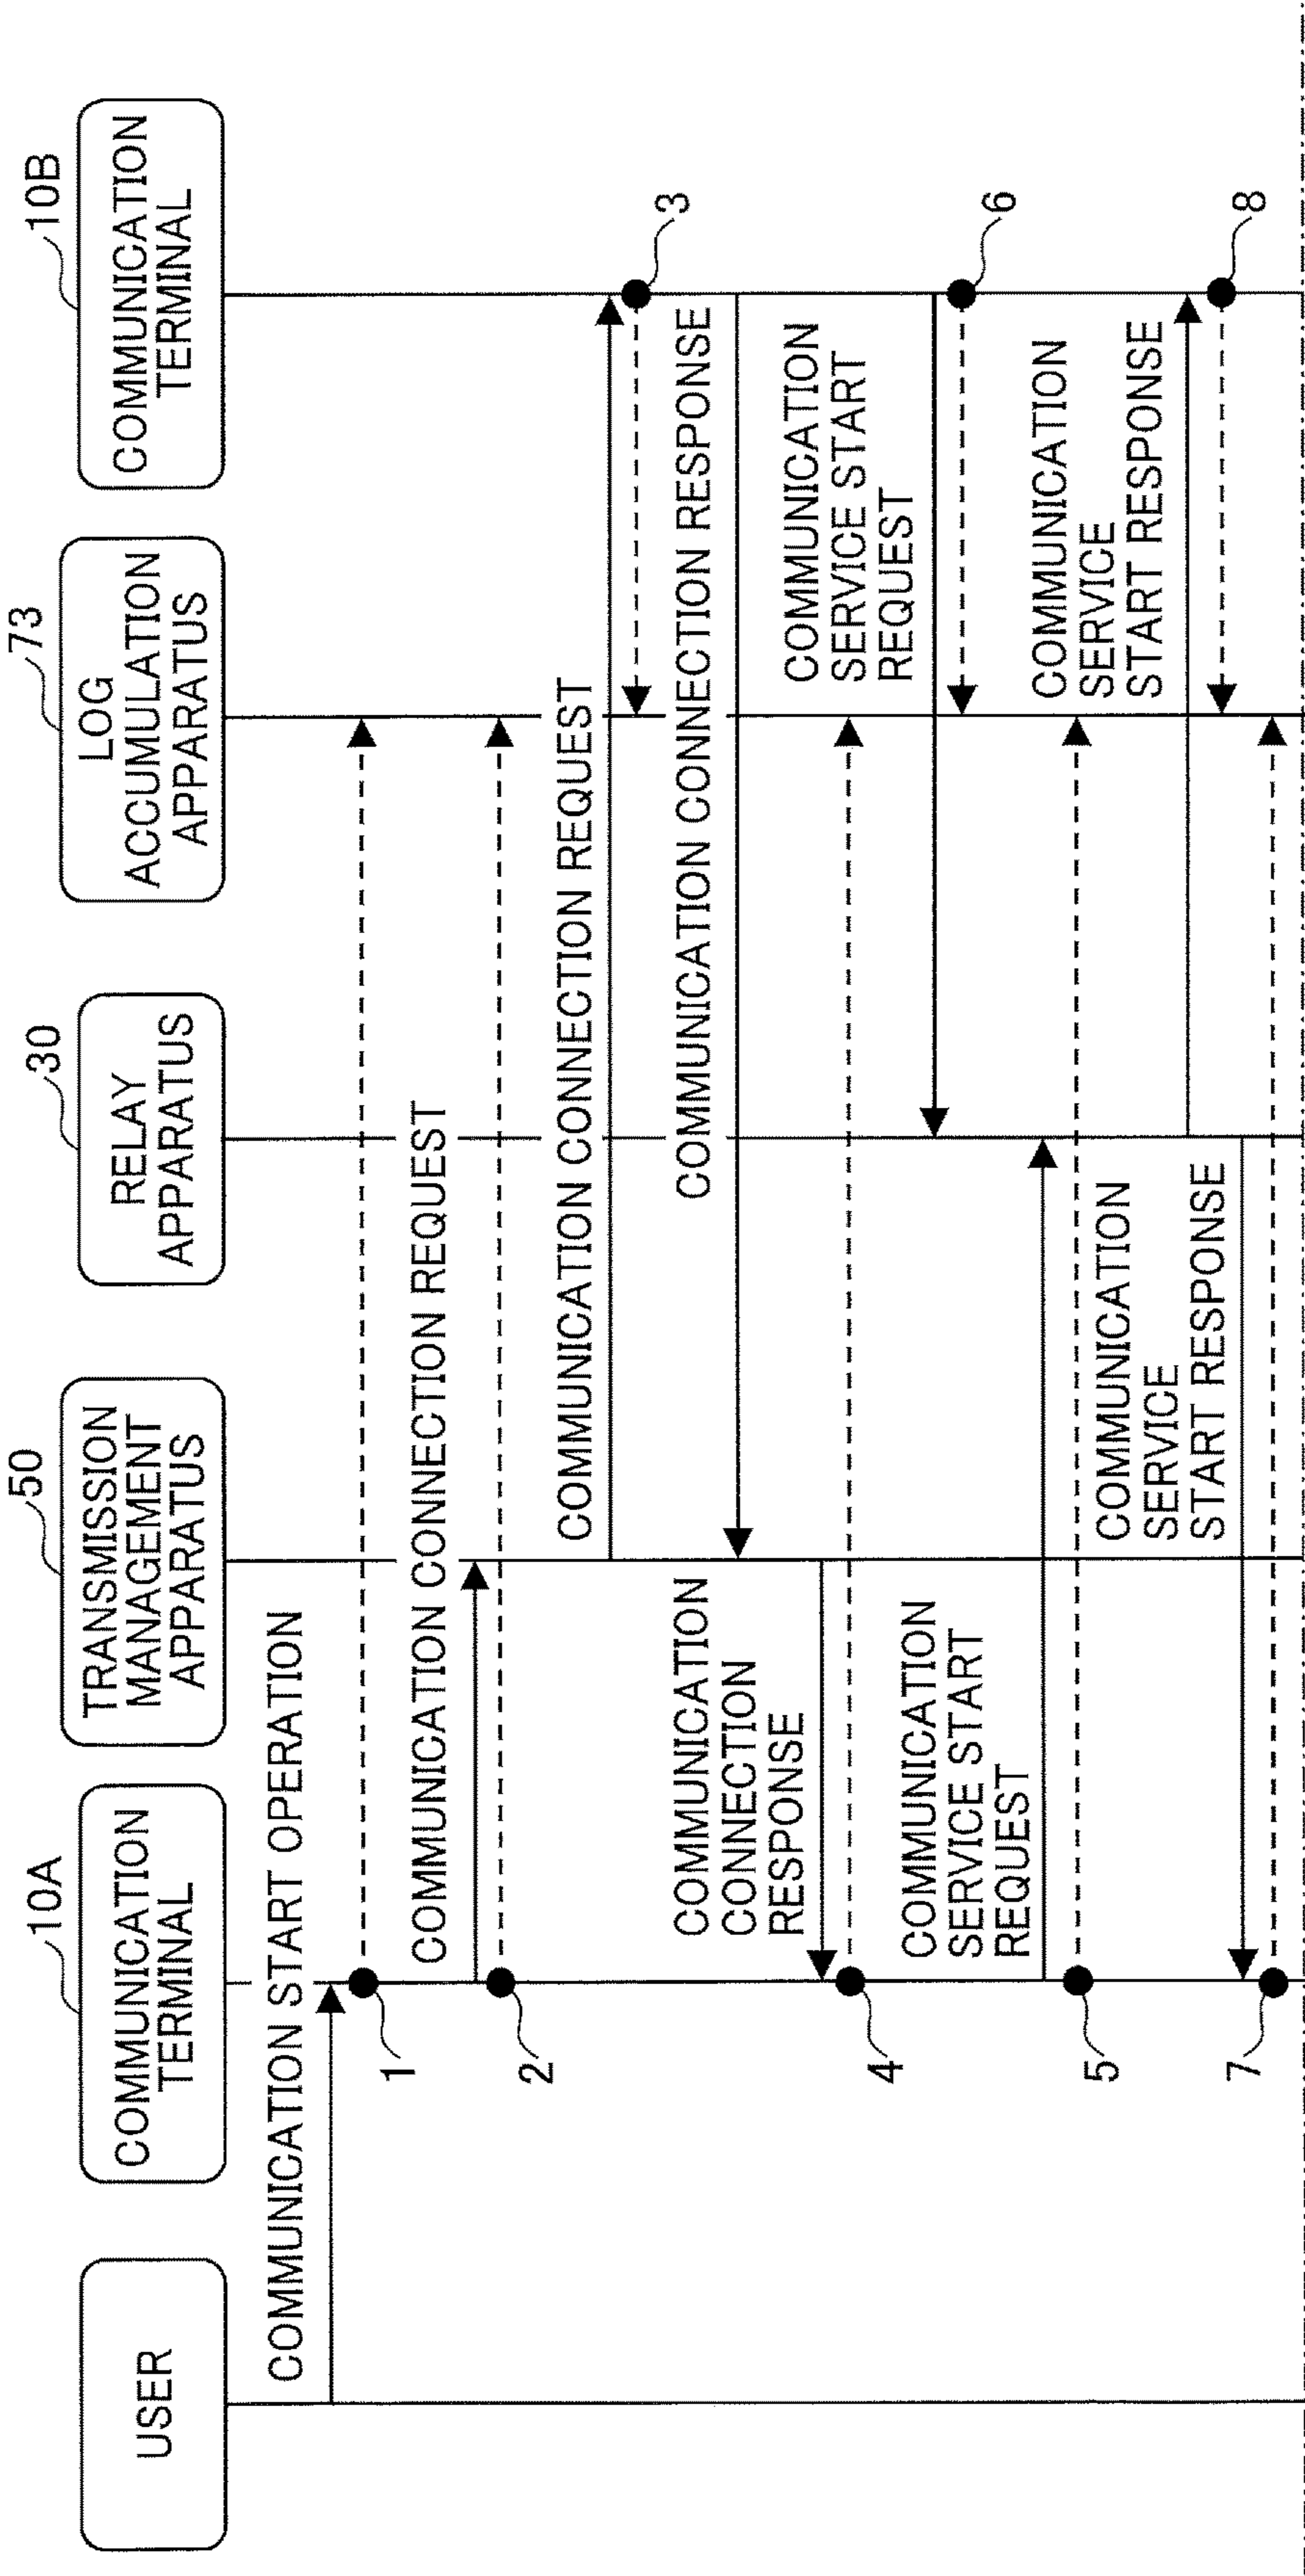 USER
10A
COMMUNICATION
TERMINAL
50
TRANSMISSION
MANAGEMENT
APPARATUS
30
RELAY
APPARATUS
73
LOG
ACCUMULATION
APPARATUS
10B
COMMUNICATION
TERMINAL
COMMUNICATION START OPERATION
1
COMMUNICATION CONNECTION REQUEST
2
COMMUNICATION CONNECTION REQUEST
3
COMMUNICATION CONNECTION RESPONSE
COMMUNICATION
CONNECTION
RESPONSE
4
COMMUNICATION
SERVICE START
REQUEST
6
COMMUNICATION
SERVICE START
REQUEST
5
COMMUNICATION
SERVICE
START RESPONSE
8
COMMUNICATION
SERVICE
START RESPONSE
7